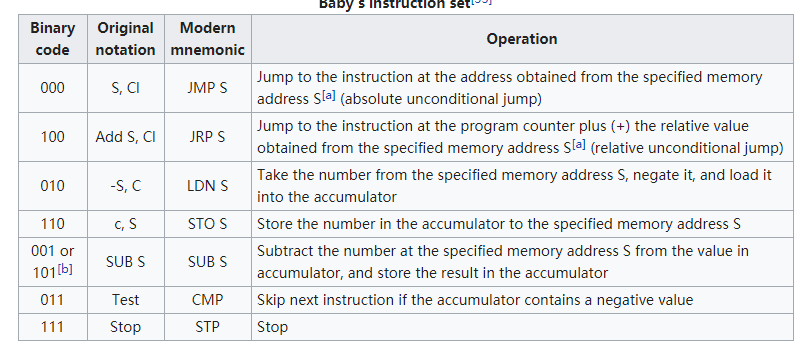 Baby's instruction set[55]
Binary code Original notation Modern mnemonic Operation
000 S, Cl JMP S Jump to the instruction at the address obtained from the specified memory
address S[a] (absolute unconditional jump)
100 Add S, Cl JRP S Jump to the instruction at the program counter plus (+) the relative value
obtained from the specified memory address S[a] (relative unconditional jump)
010 -S, C LDN S Take the number from the specified memory address S, negate it, and load it
into the accumulator
110 c, S STO S Store the number in the accumulator to the specified memory address S
001 or 101[b] SUB S SUB S Subtract the number at the specified memory address S from the value in
accumulator, and store the result in the accumulator
011 Test CMP Skip next instruction if the accumulator contains a negative value
111 Stop STP Stop